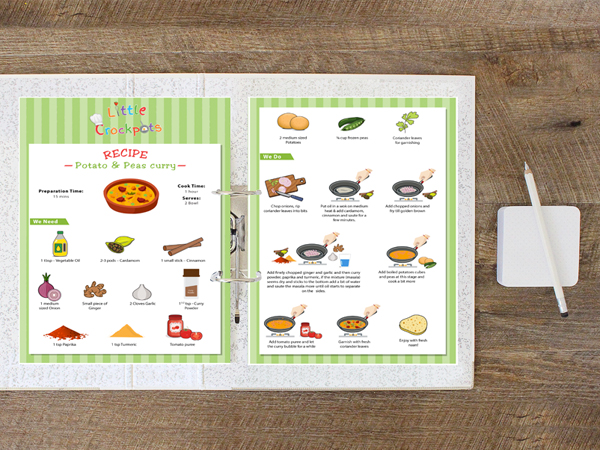 Little
Crockpots
RECIPE
Potato & Peas curry
Preparation Time:
15 mins
Cook Time:
1 hour
Serves:
2 Bowl
We Need
1 tbsp - Vegetable Oil
2-3 pods - Cardamom
1 small stick - Cinnamon
1 medium
sized Onion
Small piece of
Ginger
2 Cloves Garlic
- Curry
Powder
1 tsp Paprika
1 tsp Turmeric
Tomato puree
2 medium sized
Potatoes
frozen peas
Coriander leaves
for garnishing
We Do
Chop onions, rip
coriander leaves into bits.
Put oil in a wok on medium
heat & add cardamom,
cinnamon and saute for a
few minutes.
Add chopped onions and
fry till golden brown
Add finely chopped ginger and garlic and then curry
powder, paprika and turmeric, if the mixture (masala)
seems dry and sticks to the bottom add a bit of water
and saute the masala more until oil starts to separate
on the sides.
Add boiled potatoes cubes
and peas at this stage and
cook a bit more
Add tomato puree and let
the curry bubble for a while
Garnish with fresh
coriander leaves
Enjoy with fresh
naan!